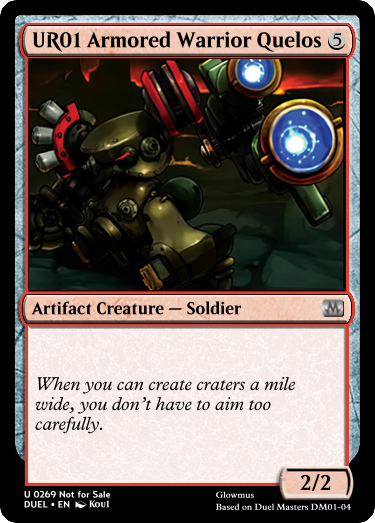 UR01 Armored Warrior Quelos 5
Artifact Creature — Soldier
When you can create craters a mile
wide, you don't have to aim too
carefully.
2/2
U 0269 Not for Sale
DUEL • EN Koul
Glowmus
Based on Duel Masters DM01-04